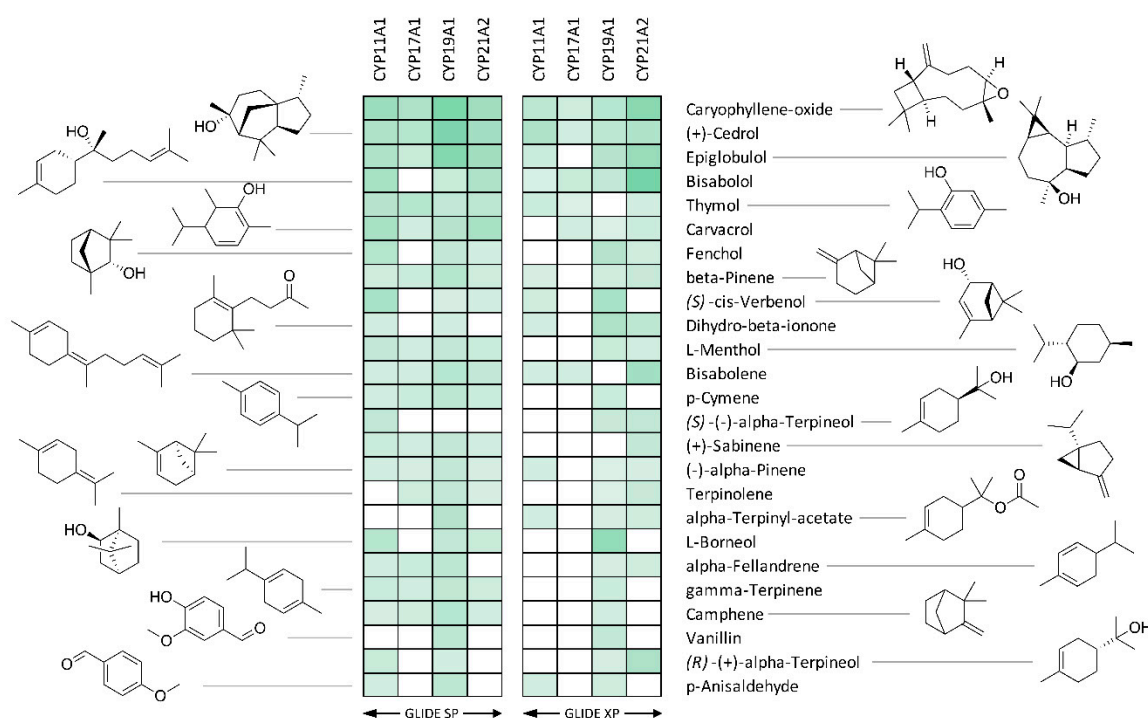 CYP11A1 CYP17A1 CYP19A1 CYP21A2 CYP11A1 CYP17A1 CYP19A1 CYP21A2
Caryophyllene-oxide
(+)-Cedrol
Epiglobulol
Bisabolol
Thymol
Carvacrol
Fenchol
beta-Pinene
(S)-cis-Verbenol
Dihydro-beta-ionone
L-Menthol
Bisabolene
p-Cymene
(S)-(-)-alpha-Terpineol
(+)-Sabinene
(-)-alpha-Pinene
Terpinolene
alpha-Terpinyl-acetate
L-Borneol
alpha-Fellandrene
gamma-Terpinene
Camphene
Vanillin
(R)-(+)-alpha-Terpineol
p-Anisaldehyde
GLIDE SP GLIDE XP
HO
HO
OH
OH
O
HO
HO
O
O
O
O
H
H
H
O
H
H
OH
HO
OH
HO
OH
O
O
OH